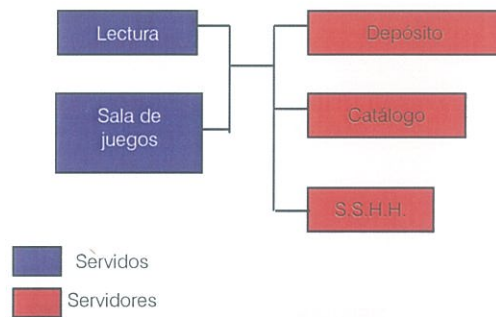 Lectura
Depósito
Sala de
juegos
Catálogo
S.S.H.H.
Servidos
Servidores